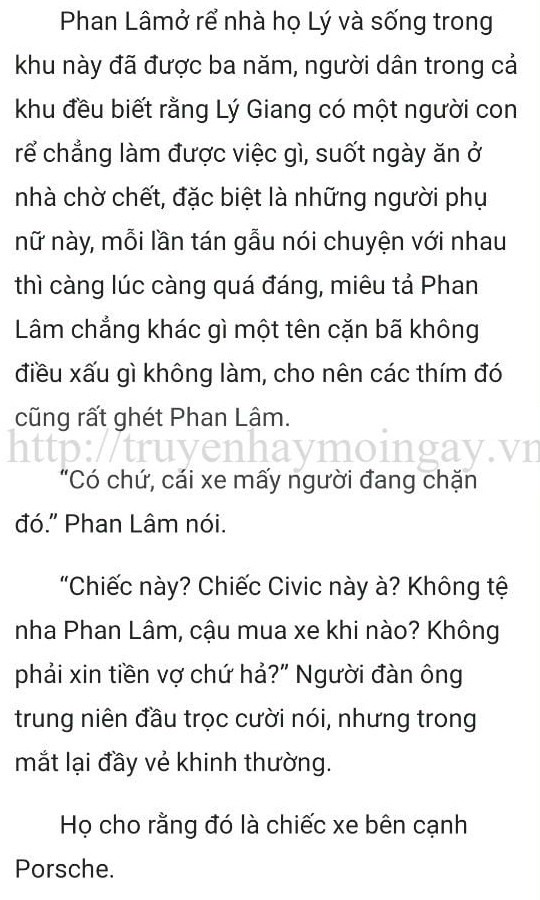 Phan Lâmở rể nhà họ Lý và sống trong
khu này đã được ba năm, người dân trong cả
khu đều biết rằng Lý Giang có một người con
rể chẳng làm được việc gì, suốt ngày ăn ở
nhà chờ chết, đặc biệt là những người phụ
nữ này, mỗi lần tán gẫu nói chuyện với nhau
thì càng lúc càng quá đáng, miêu tả Phan
Lâm chẳng khác gì một tên cặn bã không
điều xấu gì không làm, cho nên các thím đó
cũng rất ghét Phan Lâm.
http://truyenhaymoingay.vn
“Có chứ, cái xe mấy người đang chặn
đó.” Phan Lâm nói.
“Chiếc này? Chiếc Civic này à? Không tệ
nha Phan Lâm, cậu mua xe khi nào? Không
phải xin tiền vợ chứ hả?” Người đàn ông
trung niên đầu trọc cười nói, nhưng trong
mắt lại đầy vẻ khinh thường.
Họ cho rằng đó là chiếc xe bên cạnh
Porsche.